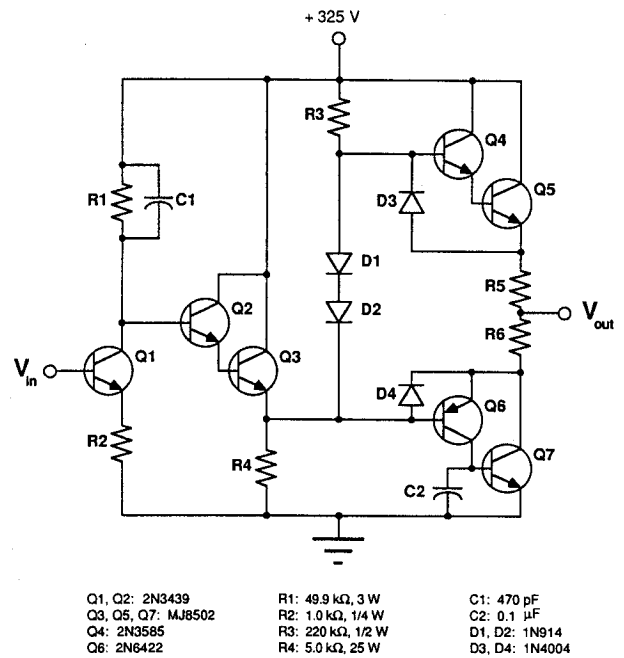 + 325 V
R3
Q4
R1
C1
D3
Q5
D1
R5
Q2
D2
V out
R6
V in
Q1
Q3
D4
Q6
R2
R4
C2
Q7
Q1, Q2: 2N3439
Q3, Q5, Q7: MJ8502
Q4: 2N3585
Q6: 2N6422
R1: 49.9 kΩ, 3 W
R2: 1.0 kΩ, 1/4 W
R3: 220 kΩ, 1/2 W
R4: 5.0 kΩ, 25 W
C1: 470 pF
C2: 0.1 μF
D1, D2: 1N914
D3, D4: 1N4004